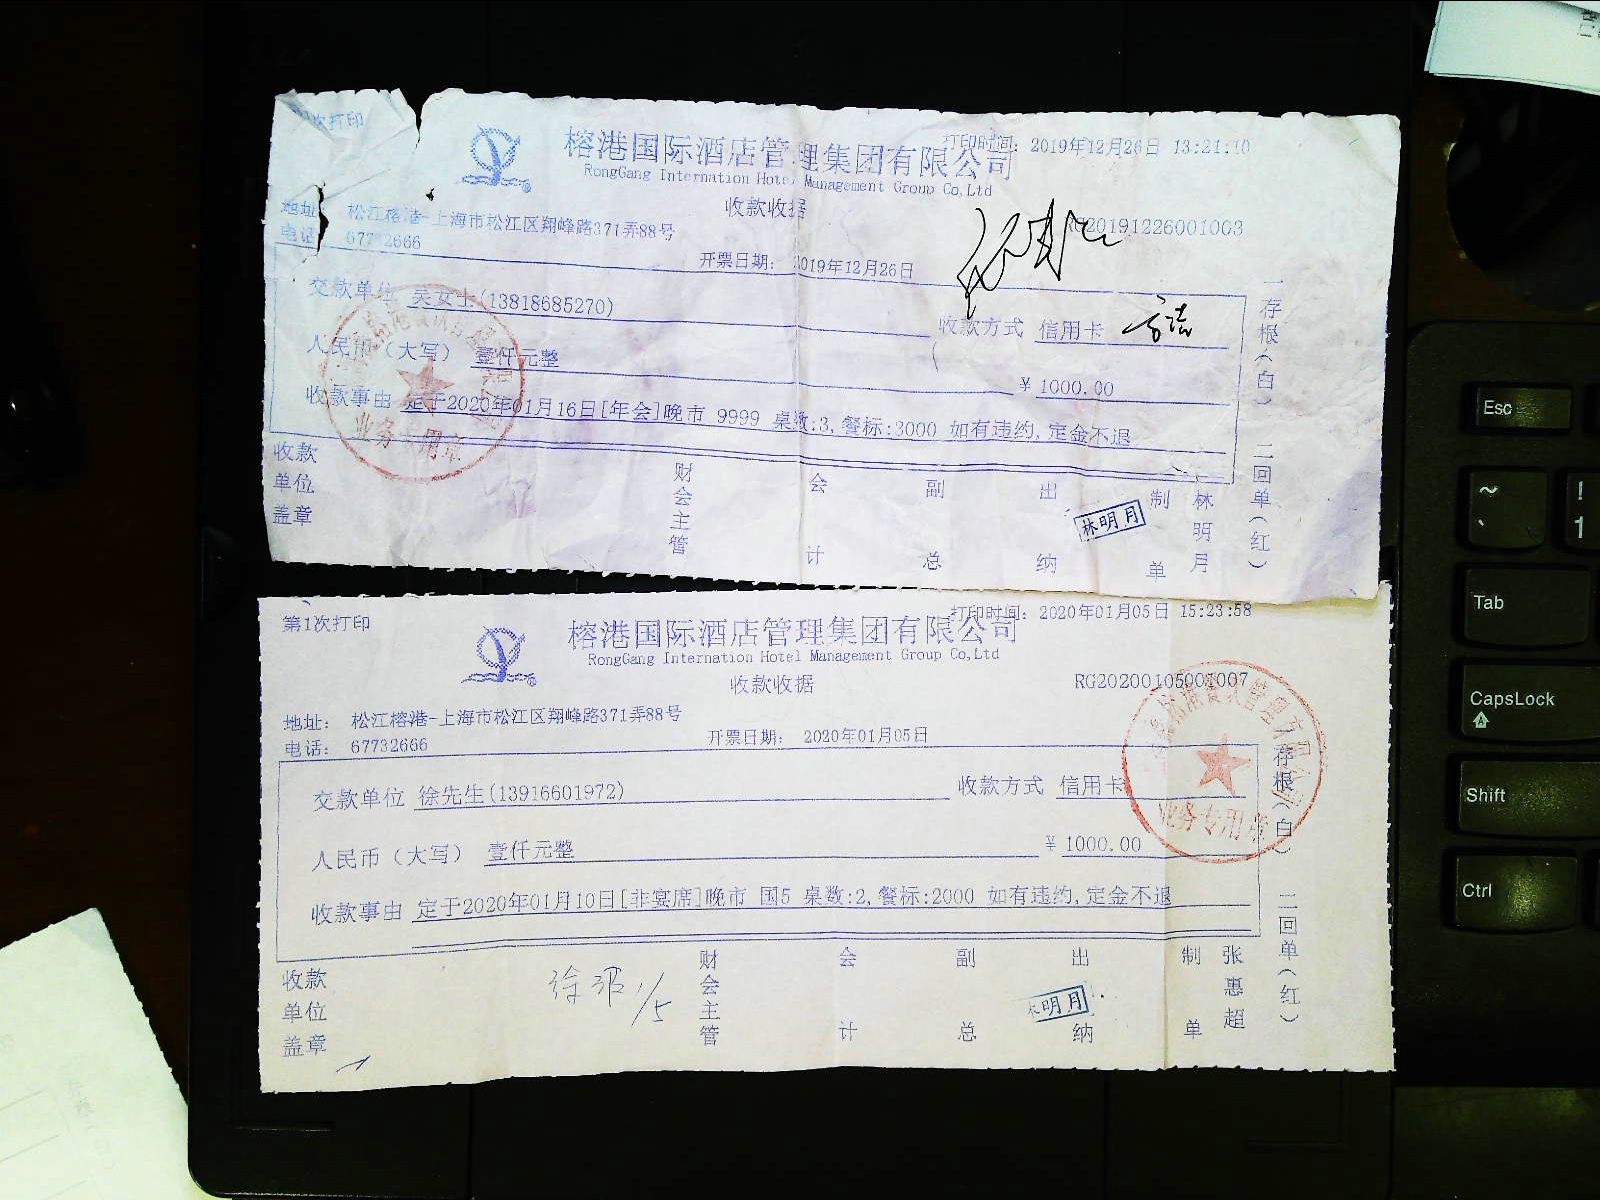 次打印
打印时间: 2019年12月26日 13:21:10
榕港国际酒店管理集团有限公司
RongGang Internation Hotel Management Group Co,Ltd
收款收据
RG20191226001003
地址 松江榕港-上海市松江区翔峰路371弄88号
电话 67732666
开票日期: 2019年12月26日
交款单位 吴女士(13818685270)
收款方式 信用卡
人民币(大写) 壹仟元整
¥ 1000.00
收款事由 定于2020年01月16日[年会]晚市 9999 桌数:3,餐标:3000 如有违约,定金不退
业务专用章
收款单位盖章 财会主管 会计 副总 出纳 林明月 制单 林明月
一存根(白) 二回单(红)
第1次打印
打印时间: 2020年01月05日 15:23:58
榕港国际酒店管理集团有限公司
RongGang Internation Hotel Management Group Co,Ltd
收款收据
RG20200105001007
地址: 松江榕港-上海市松江区翔峰路371弄88号
电话: 67732666
开票日期: 2020年01月05日
交款单位 徐先生(13916601972)
收款方式 信用卡
人民币(大写) 壹仟元整
¥ 1000.00
业务专用章
收款事由 定于2020年01月10日[非宴席]晚市 国5 桌数:2,餐标:2000 如有违约,定金不退
收款单位盖章 1/5 财会主管 会计 副总 出纳 林明月 制单 张惠超
存根(白) 二回单(红)
Esc
~
`
!
1
Tab
CapsLock
Shift
Ctrl